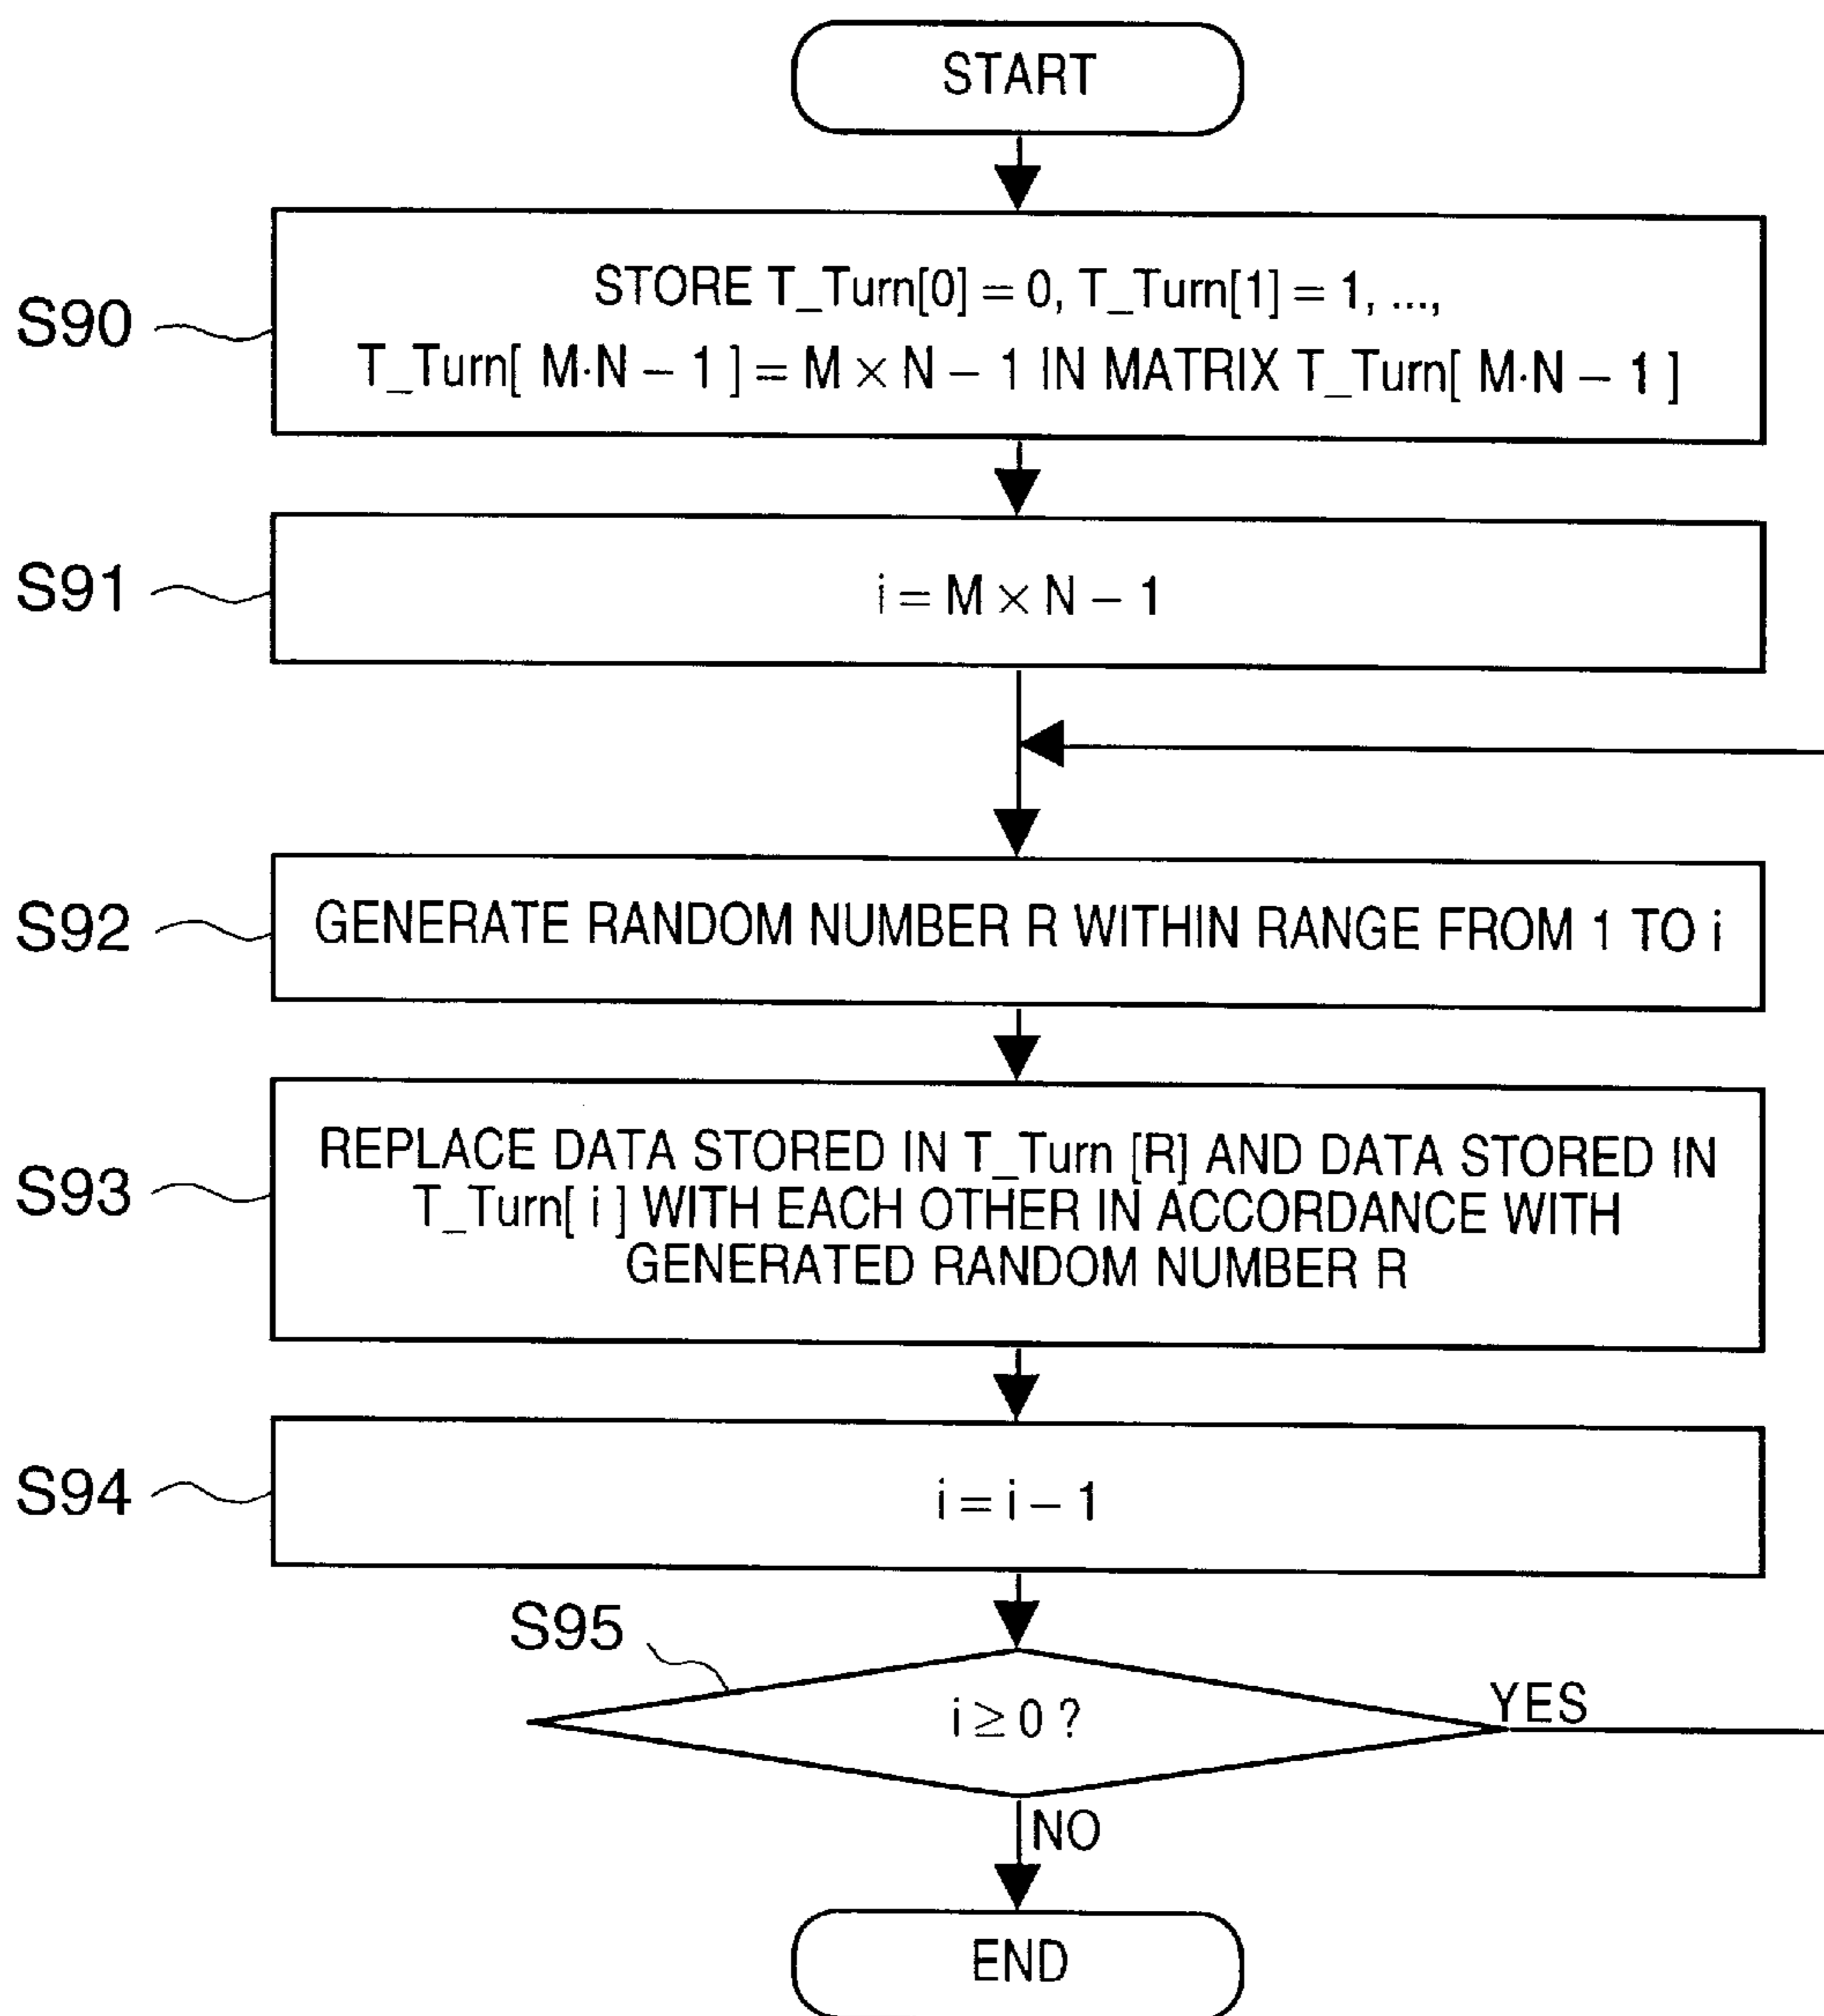 START
S90
STORE T_Turn[0] = 0, T_Turn[1] = 1, ...,
T_Turn[ M·N − 1 ] = M × N − 1 IN MATRIX T_Turn[ M·N − 1 ]
S91
i = M × N − 1
S92
GENERATE RANDOM NUMBER R WITHIN RANGE FROM 1 TO i
S93
REPLACE DATA STORED IN T_Turn [R] AND DATA STORED IN
T_Turn[ i ] WITH EACH OTHER IN ACCORDANCE WITH
GENERATED RANDOM NUMBER R
S94
i = i − 1
S95
i ≥ 0 ?
YES
NO
END